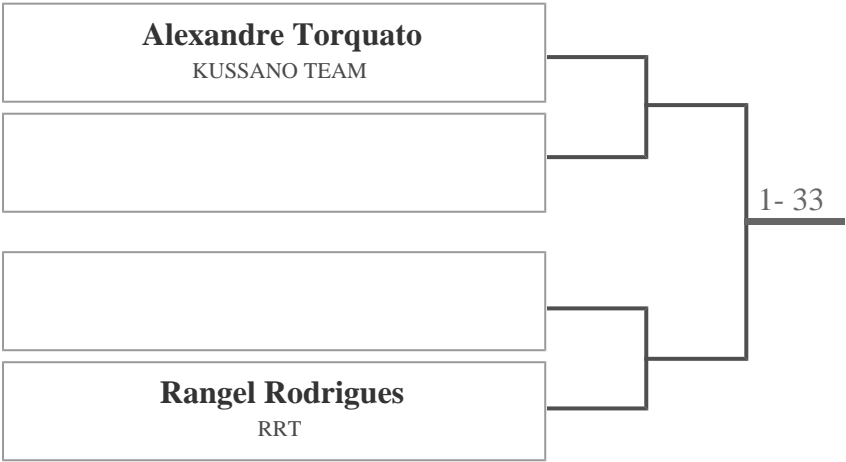 Alexandre Torquato
KUSSANO TEAM
1- 33
Rangel Rodrigues
RRT